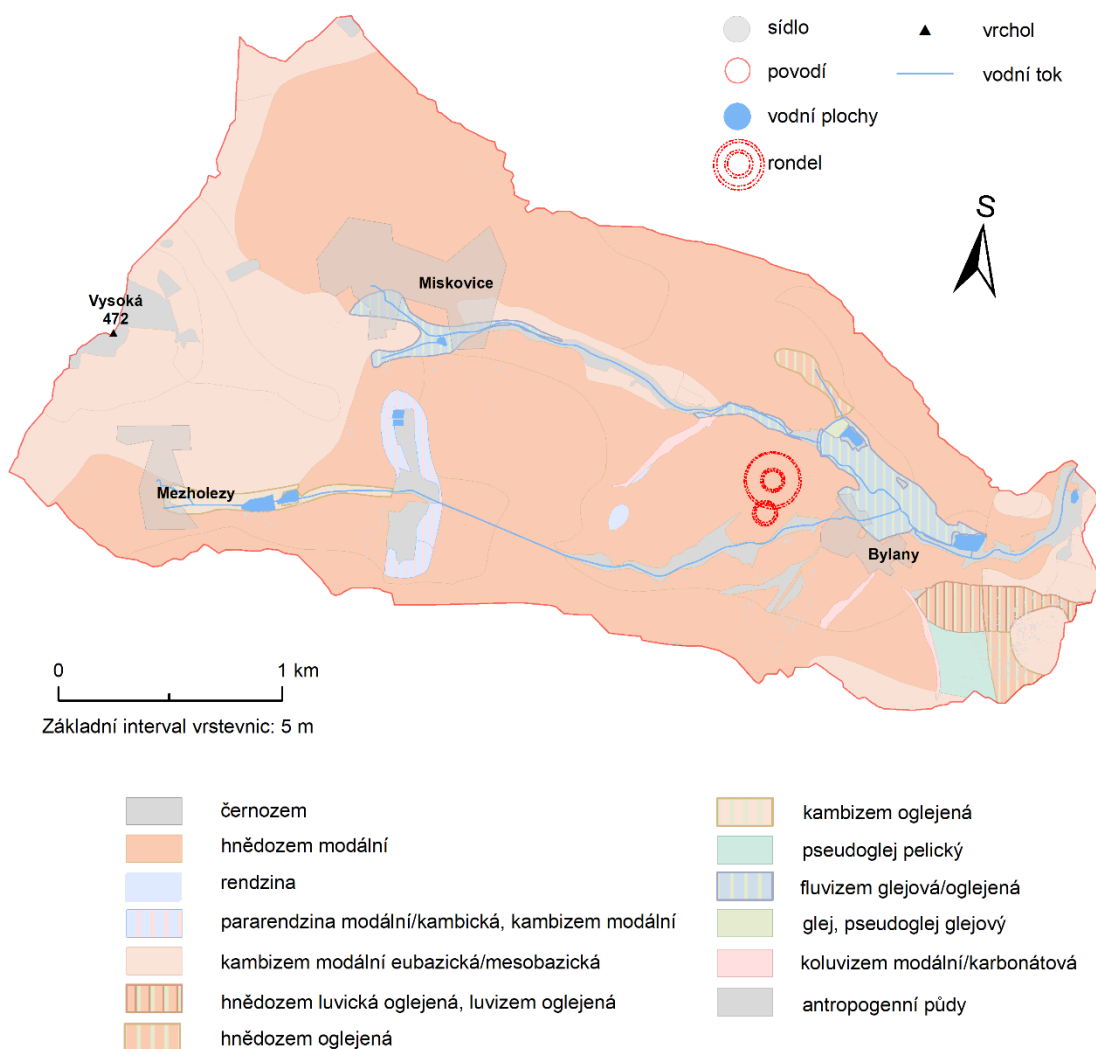 sídlo
vrchol
povodí
vodní tok
vodní plochy
rondel
S
Miskovice
Vysoká
472
Mezholezy
Bylany
0
1 km
Základní interval vrstevnic: 5 m
černozem
hnědozem modální
rendzina
pararendzina modální/kambická, kambizem modální
kambizem modální eubazická/mesobazická
hnědozem luvická oglejená, luvizem oglejená
hnědozem oglejená
kambizem oglejená
pseudoglej pelický
fluvizem glejová/oglejená
glej, pseudoglej glejový
koluvizem modální/karbonátová
antropogenní půdy